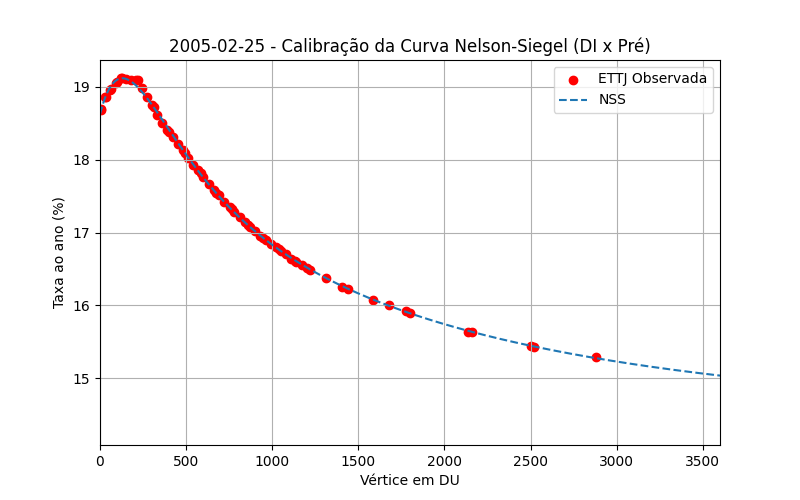 2005-02-25 - Calibração da Curva Nelson-Siegel (DI x Pré)
ETTJ Observada
NSS
Taxa ao ano (%)
19
18
17
16
15
0 500 1000 1500 2000 2500 3000 3500
Vértice em DU